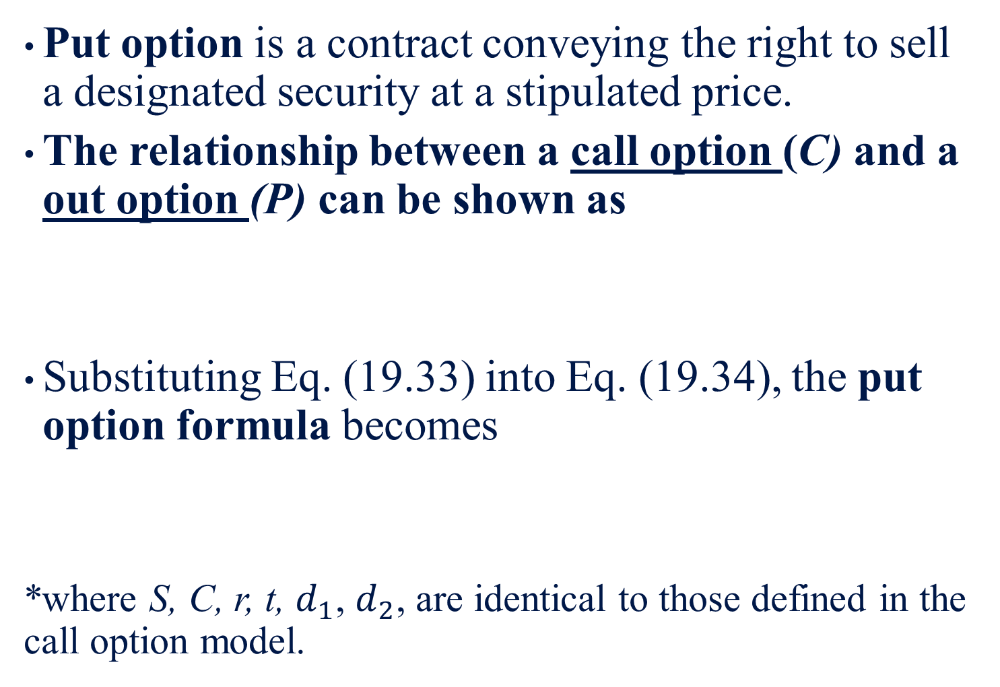 • Put option is a contract conveying the right to sell
a designated security at a stipulated price.
• The relationship between a call option (C) and a
out option (P) can be shown as
• Substituting Eq. (19.33) into Eq. (19.34), the put
option formula becomes
*where S, C, r, t, d₁, d₂, are identical to those defined in the
call option model.